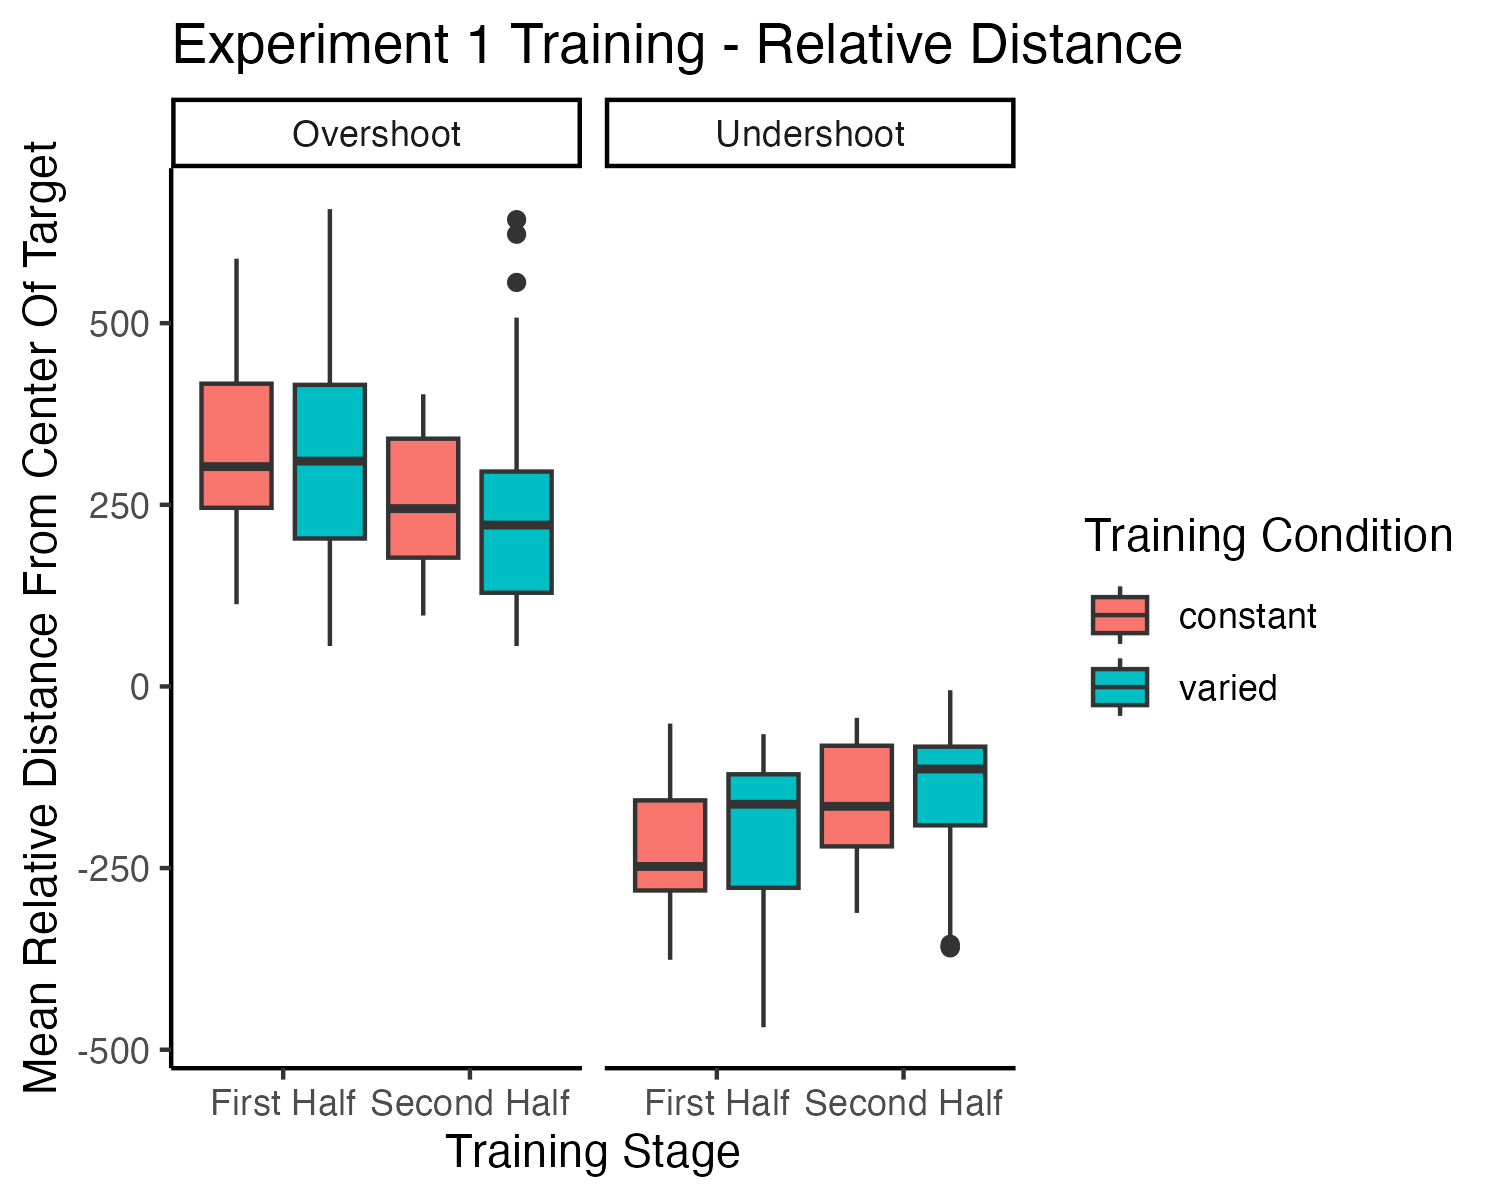 Experiment 1 Training - Relative Distance
Overshoot
Undershoot
Mean Relative Distance From Center Of Target
500
250
0
-250
-500
First Half
Second Half
First Half
Second Half
Training Stage
Training Condition
constant
varied